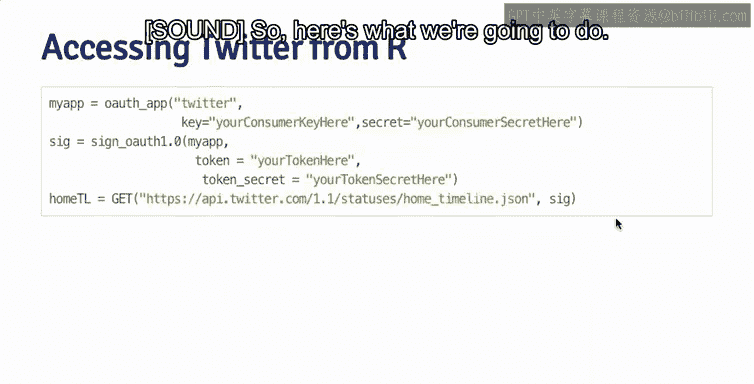 [SOUND] So, here's what we're going to do.
Accessing Twitter from R
myapp = oauth_app("twitter",
key="yourConsumerKeyHere",secret="yourConsumerSecretHere")
sig = sign_oauth1.0(myapp,
token = "yourTokenHere",
token_secret = "yourTokenSecretHere")
homeTL = GET("https://api.twitter.com/1.1/statuses/home_timeline.json", sig)